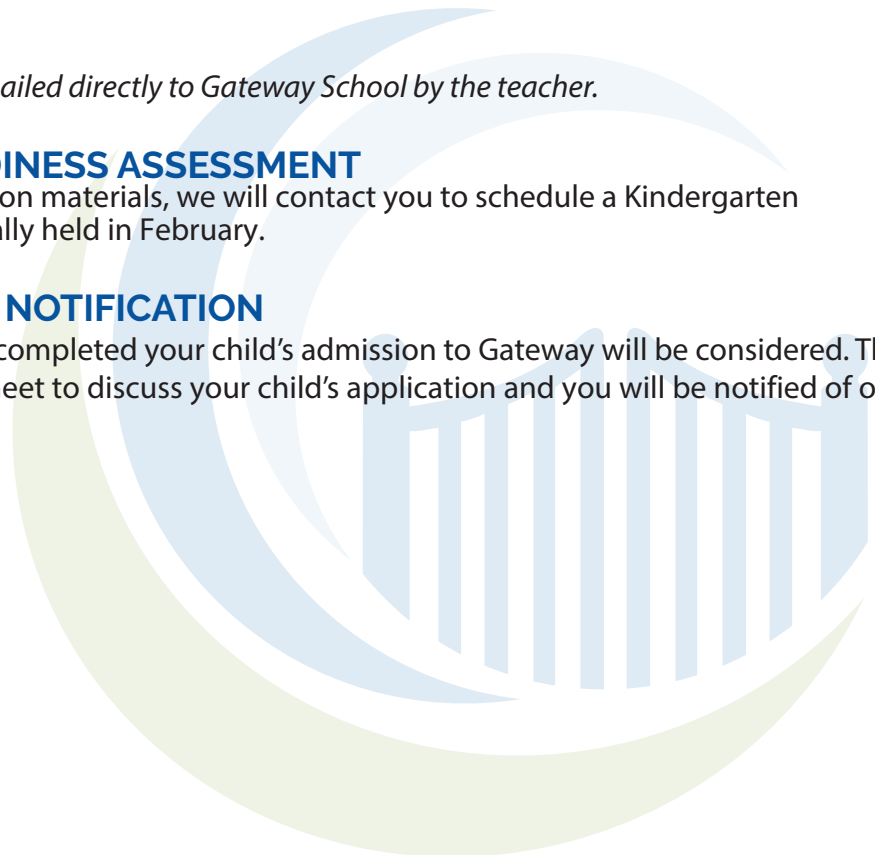 ailed directly to Gateway School by the teacher.
DINESS ASSESSMENT
on materials, we will contact you to schedule a Kindergarten
ally held in February.
NOTIFICATION
completed your child’s admission to Gateway will be considered. Th
eet to discuss your child’s application and you will be notified of o